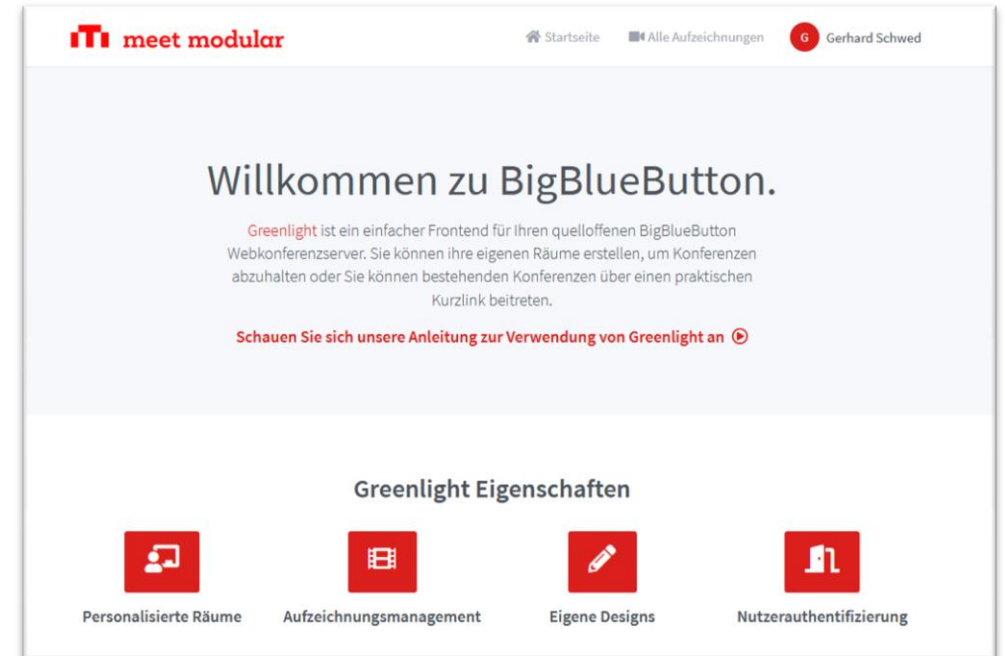 meet modular
Startseite
Alle Aufzeichnungen
G
Gerhard Schwed
Willkommen zu BigBlueButton.
Greenlight ist ein einfacher Frontend für Ihren quelloffenen BigBlueButton
Webkonferenzserver. Sie können ihre eigenen Räume erstellen, um Konferenzen
abzuhalten oder Sie können bestehenden Konferenzen über einen praktischen
Kurzlink beitreten.
Schauen Sie sich unsere Anleitung zur Verwendung von Greenlight an
Greenlight Eigenschaften
Personalisierte Räume
Aufzeichnungsmanagement
Eigene Designs
Nutzerauthentifizierung